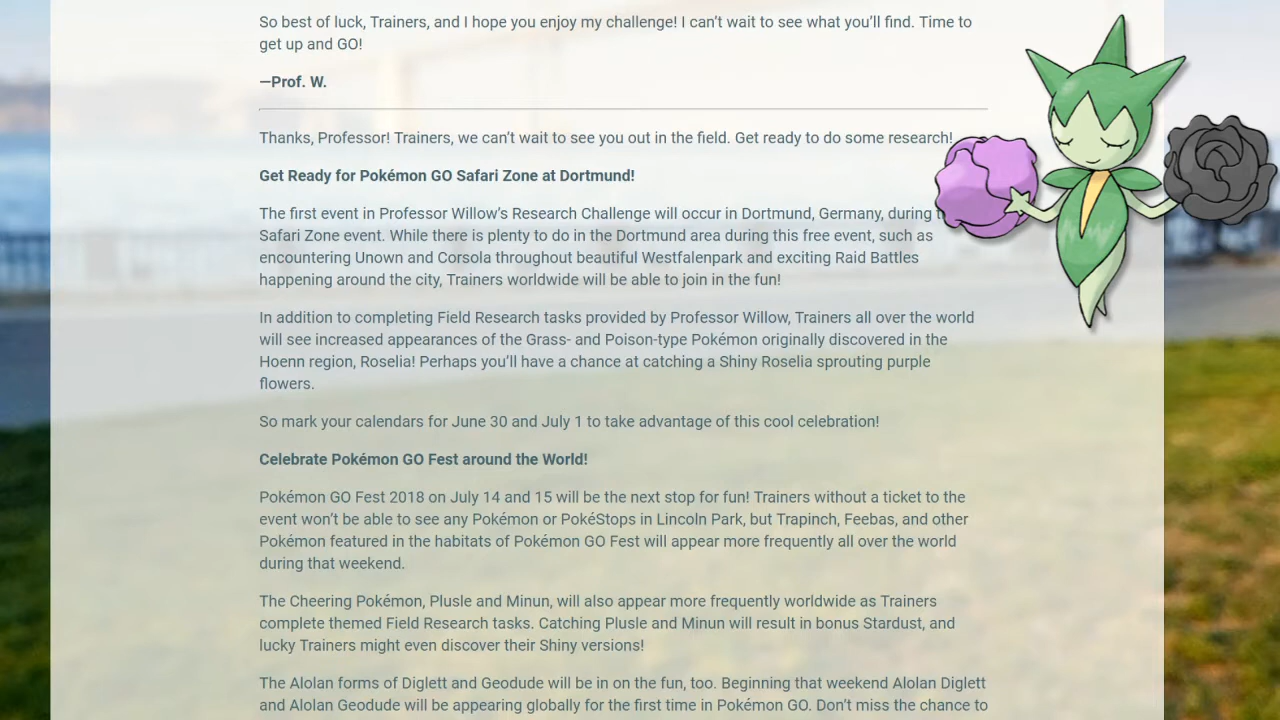 So best of luck, Trainers, and I hope you enjoy my challenge! I can’t wait to see what you’ll find. Time to
get up and GO!
—Prof. W.
Thanks, Professor! Trainers, we can’t wait to see you out in the field. Get ready to do some research!
Get Ready for Pokémon GO Safari Zone at Dortmund!
The first event in Professor Willow’s Research Challenge will occur in Dortmund, Germany, during
Safari Zone event. While there is plenty to do in the Dortmund area during this free event, such as
encountering Unown and Corsola throughout beautiful Westfalenpark and exciting Raid Battles
happening around the city, Trainers worldwide will be able to join in the fun!
In addition to completing Field Research tasks provided by Professor Willow, Trainers all over the world
will see increased appearances of the Grass- and Poison-type Pokémon originally discovered in the
Hoenn region, Roselia! Perhaps you’ll have a chance at catching a Shiny Roselia sprouting purple
flowers.
So mark your calendars for June 30 and July 1 to take advantage of this cool celebration!
Celebrate Pokémon GO Fest around the World!
Pokémon GO Fest 2018 on July 14 and 15 will be the next stop for fun! Trainers without a ticket to the
event won’t be able to see any Pokémon or PokéStops in Lincoln Park, but Trapinch, Feebas, and other
Pokémon featured in the habitats of Pokémon GO Fest will appear more frequently all over the world
during that weekend.
The Cheering Pokémon, Plusle and Minun, will also appear more frequently worldwide as Trainers
complete themed Field Research tasks. Catching Plusle and Minun will result in bonus Stardust, and
lucky Trainers might even discover their Shiny versions!
The Alolan forms of Diglett and Geodude will be in on the fun, too. Beginning that weekend Alolan Diglett
and Alolan Geodude will be appearing globally for the first time in Pokémon GO. Don’t miss the chance to